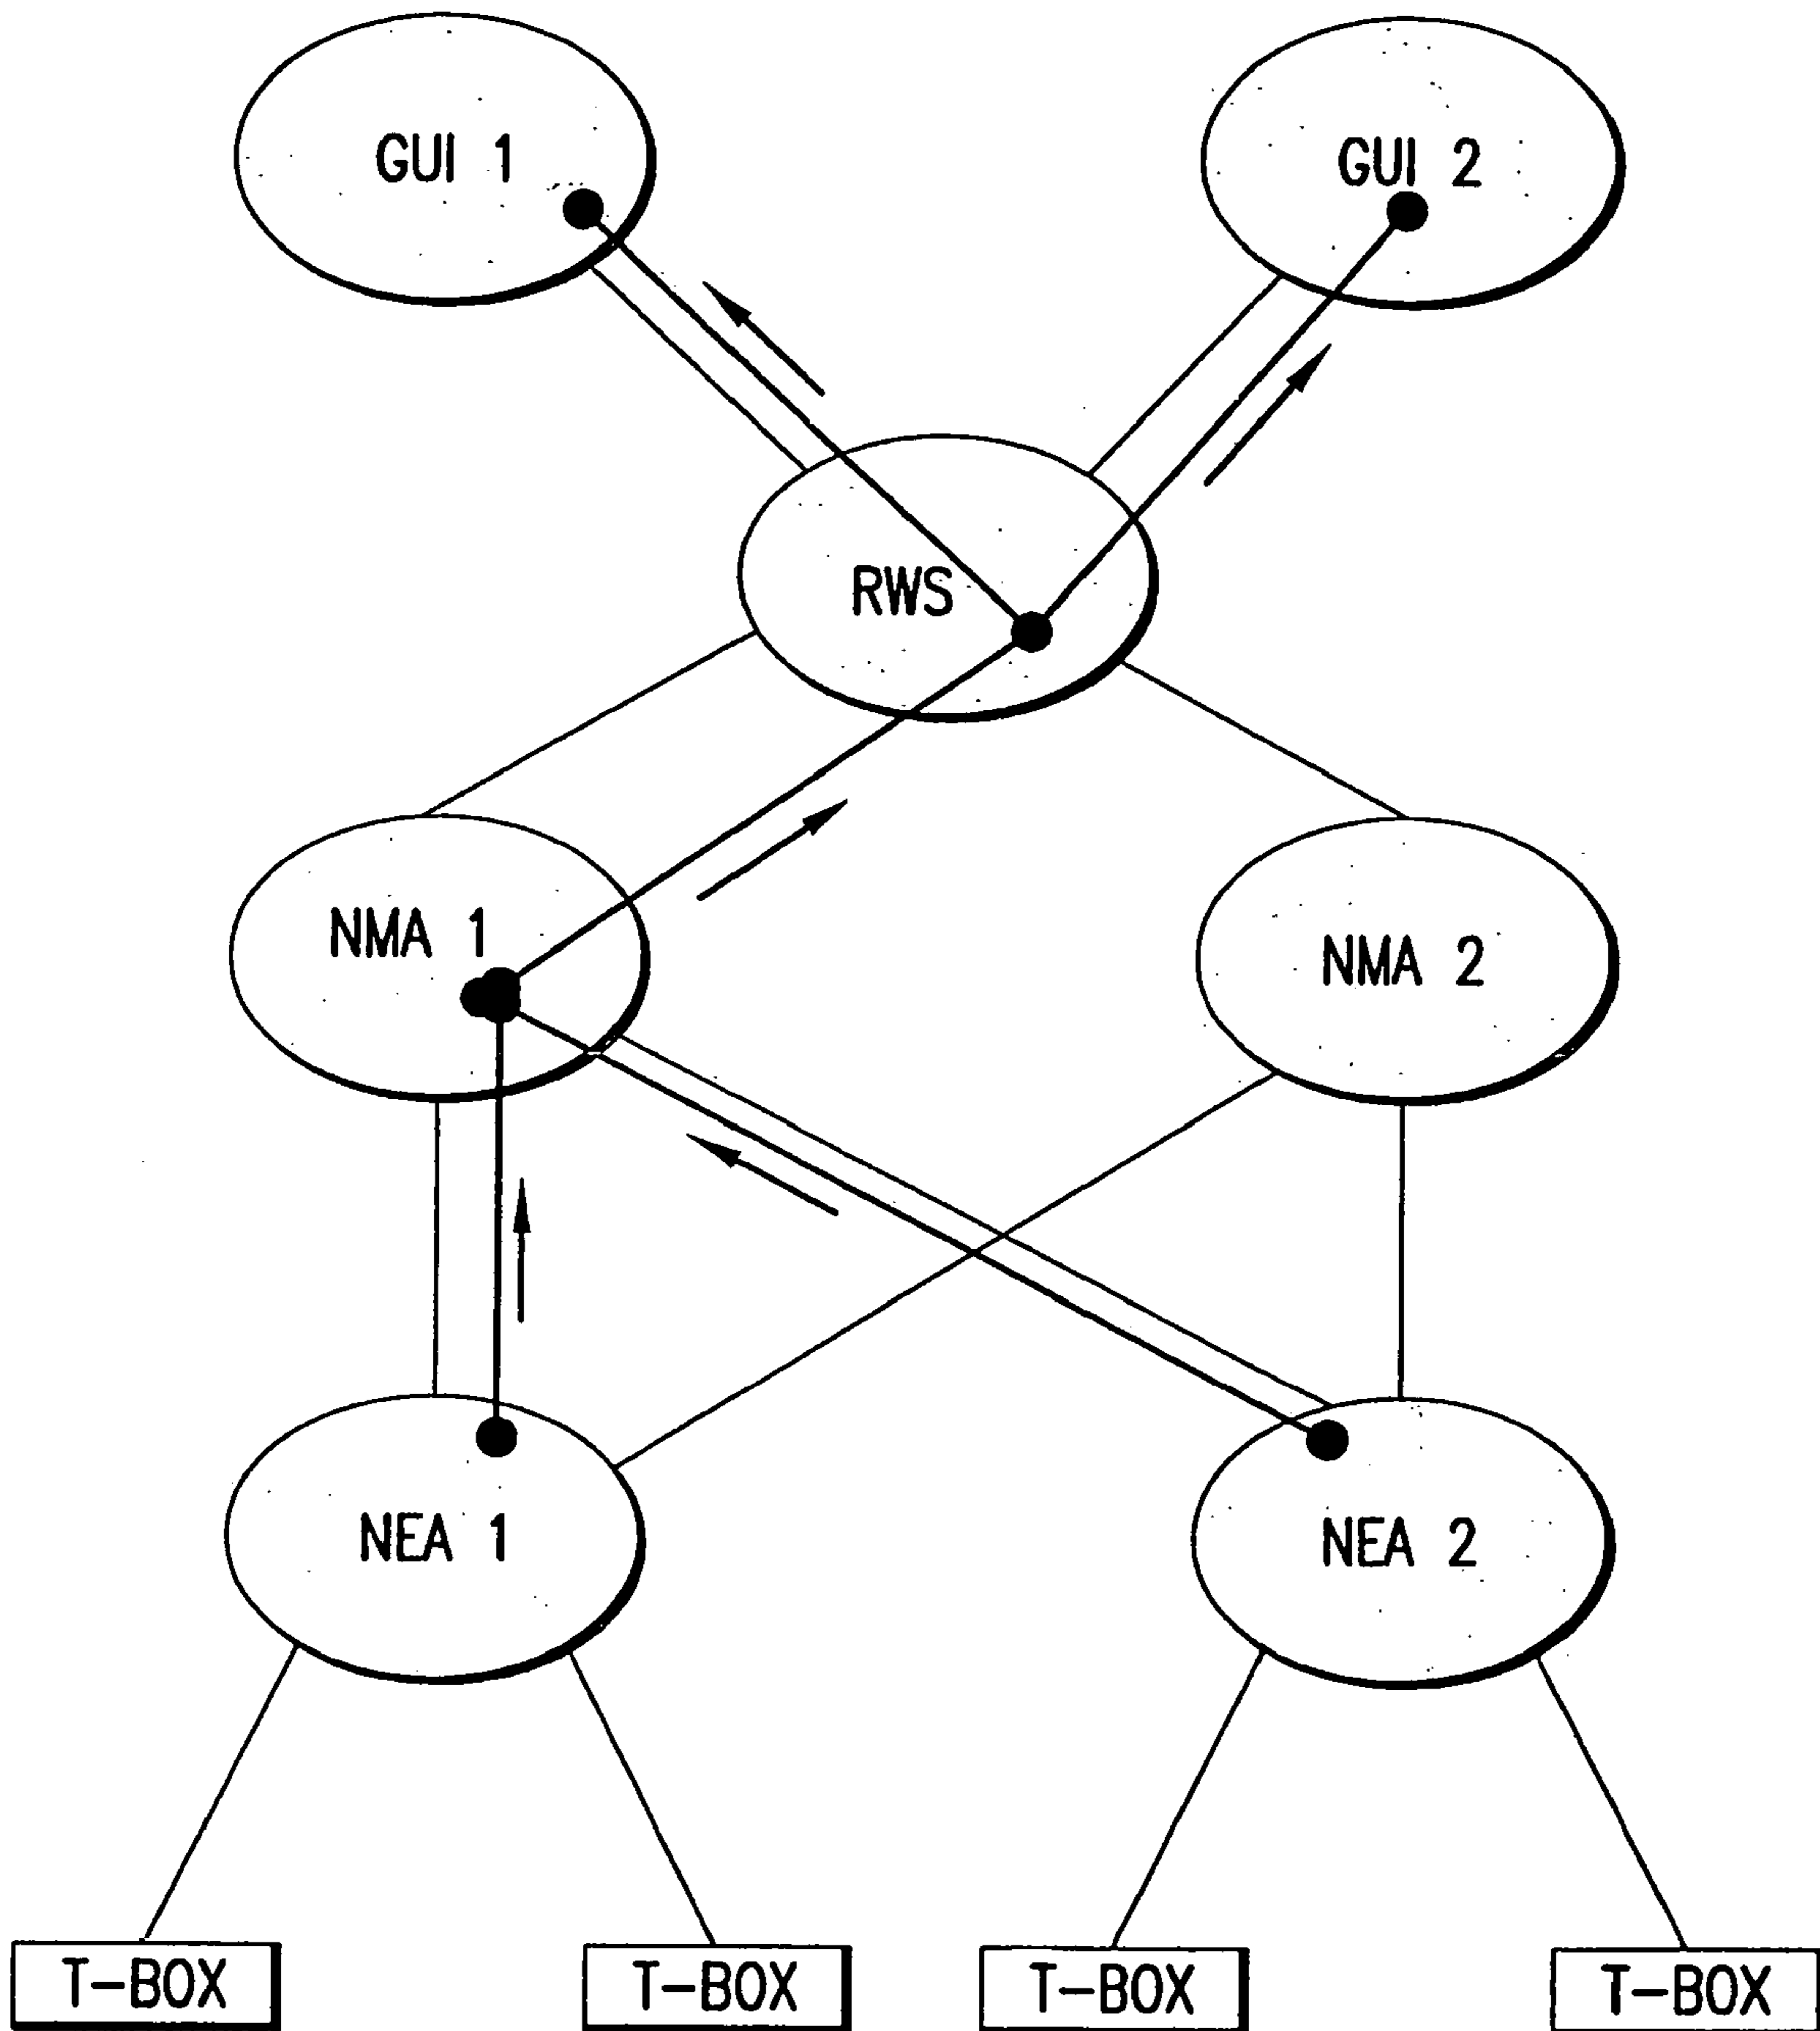 GUI 1
GUI 2
RWS
NMA 1
NMA 2
NEA 1
NEA 2
T-BOX
T-BOX
T-BOX
T-BOX